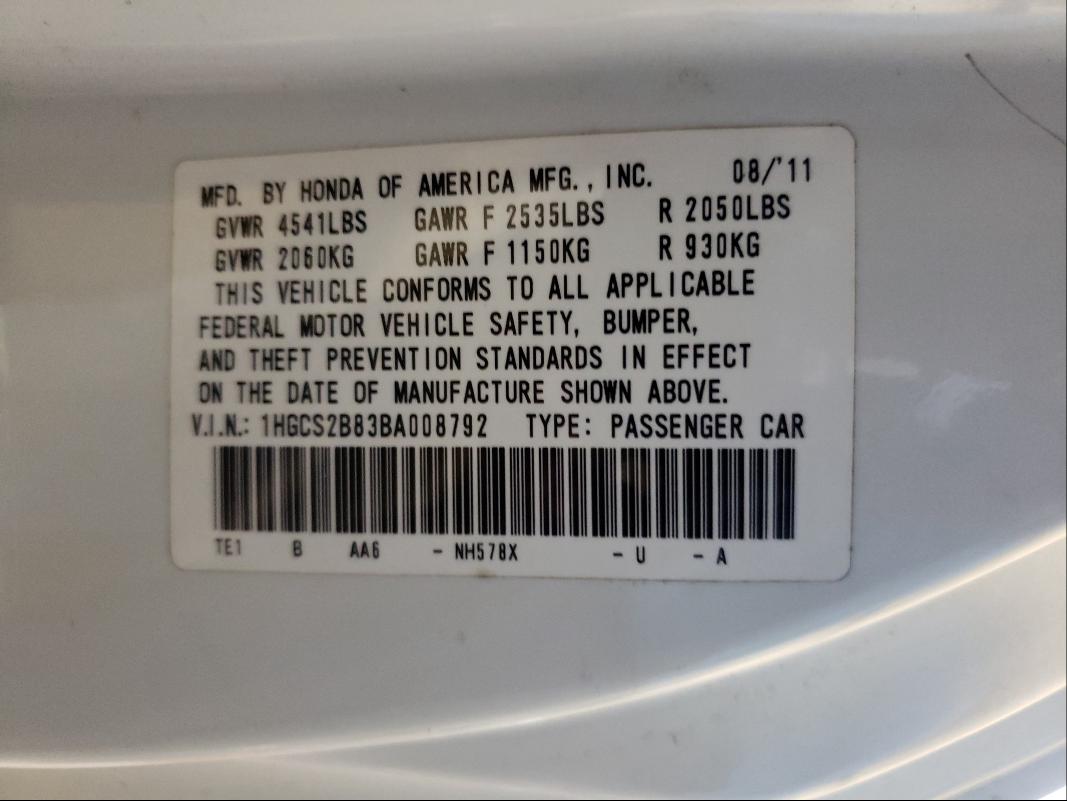 MFD. BY HONDA OF AMERICA MFG., INC. 08/'11
GVWR 4541LBS GAWR F 2535LBS R 2050LBS
GVWR 2060KG GAWR F 1150KG R 930KG
THIS VEHICLE CONFORMS TO ALL APPLICABLE
FEDERAL MOTOR VEHICLE SAFETY, BUMPER,
AND THEFT PREVENTION STANDARDS IN EFFECT
ON THE DATE OF MANUFACTURE SHOWN ABOVE.
V.I.N.: 1HGCS2B83BA008792 TYPE: PASSENGER CAR
TE1 B AA6 - NH578X - U - A